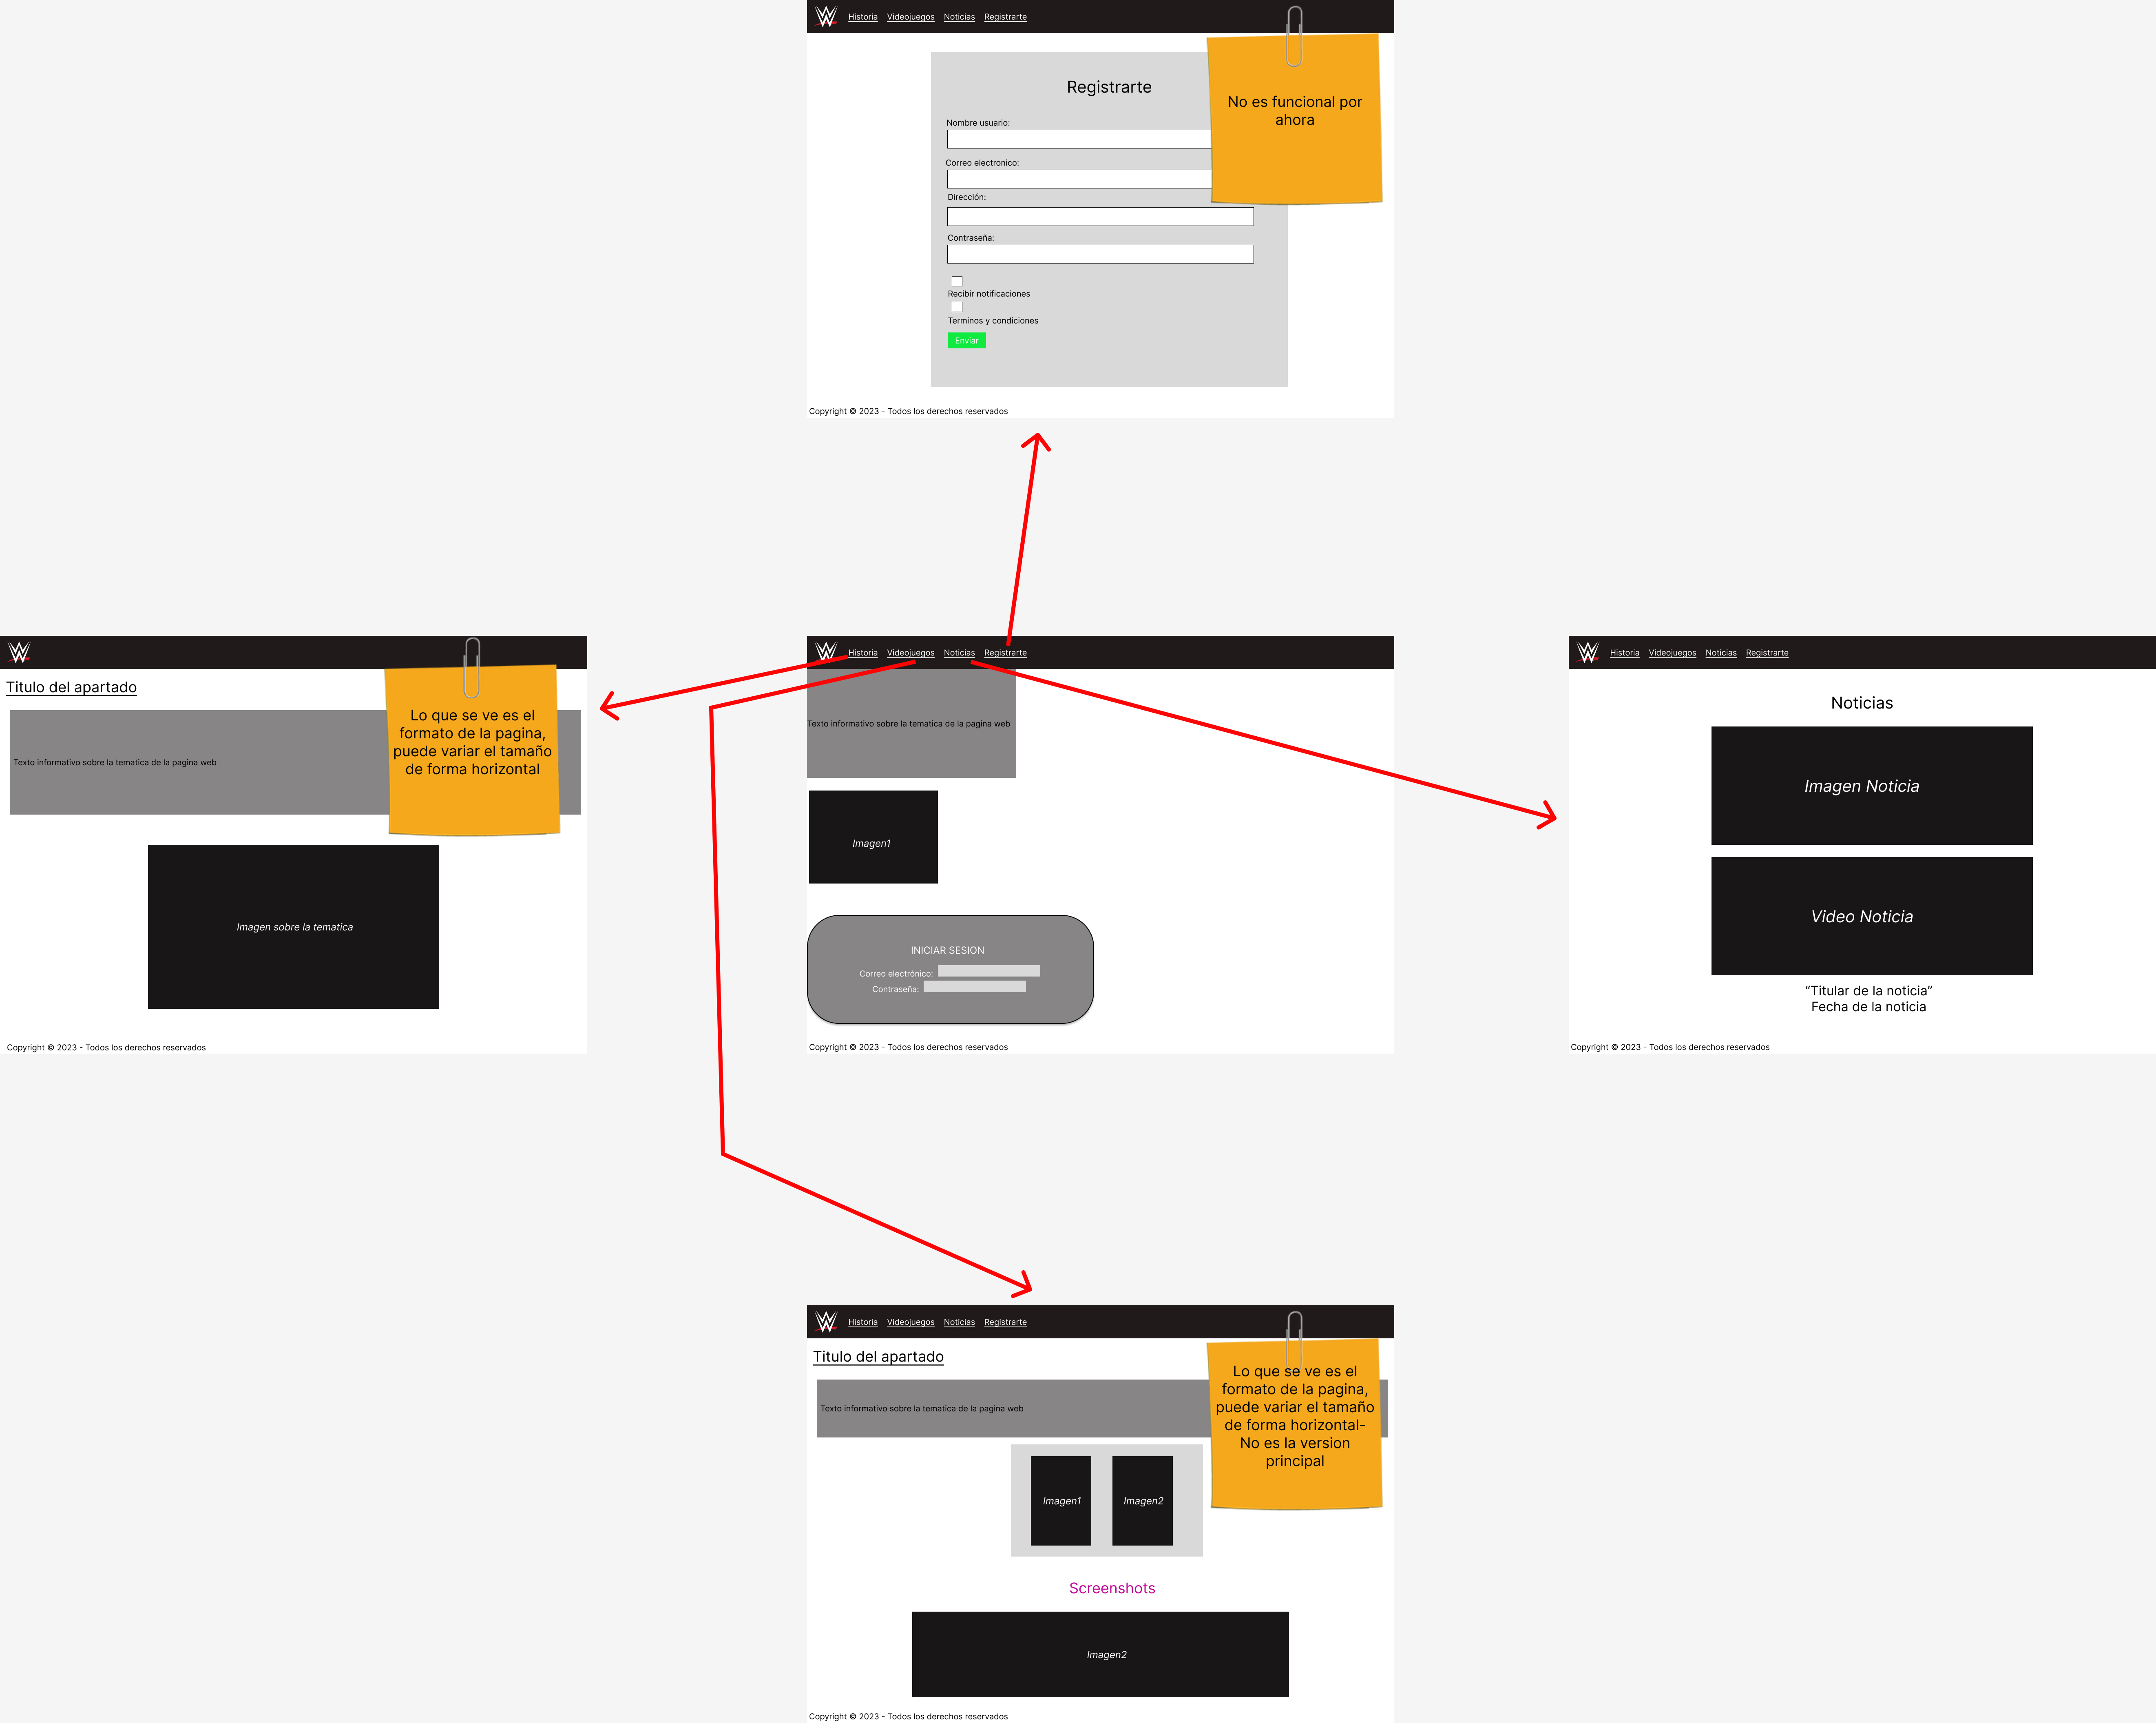 Historia Videojuegos Noticias Registrarte
Registrarte
No es funcional por
ahora
Nombre usuario:
Correo electronico:
Dirección:
Contraseña:
Recibir notificaciones
Terminos y condiciones
Enviar
Copyright © 2023 - Todos los derechos reservados
Titulo del apartado
Lo que se ve es el
formato de la pagina,
puede variar el tamaño
de forma horizontal
Texto informativo sobre la tematica de la pagina web
Imagen sobre la tematica
Copyright © 2023 - Todos los derechos reservados
Historia Videojuegos Noticias Registrarte
Texto informativo sobre la tematica de la pagina web
Imagen1
INICIAR SESION
Correo electrónico:
Contraseña:
Copyright © 2023 - Todos los derechos reservados
Historia Videojuegos Noticias Registrarte
Noticias
Imagen Noticia
Video Noticia
“Titular de la noticia”
Fecha de la noticia
Copyright © 2023 - Todos los derechos reservados
Historia Videojuegos Noticias Registrarte
Titulo del apartado
Lo que se ve es el
formato de la pagina,
puede variar el tamaño
de forma horizontal-
No es la version
principal
Texto informativo sobre la tematica de la pagina web
Imagen1 Imagen2
Screenshots
Imagen2
Copyright © 2023 - Todos los derechos reservados